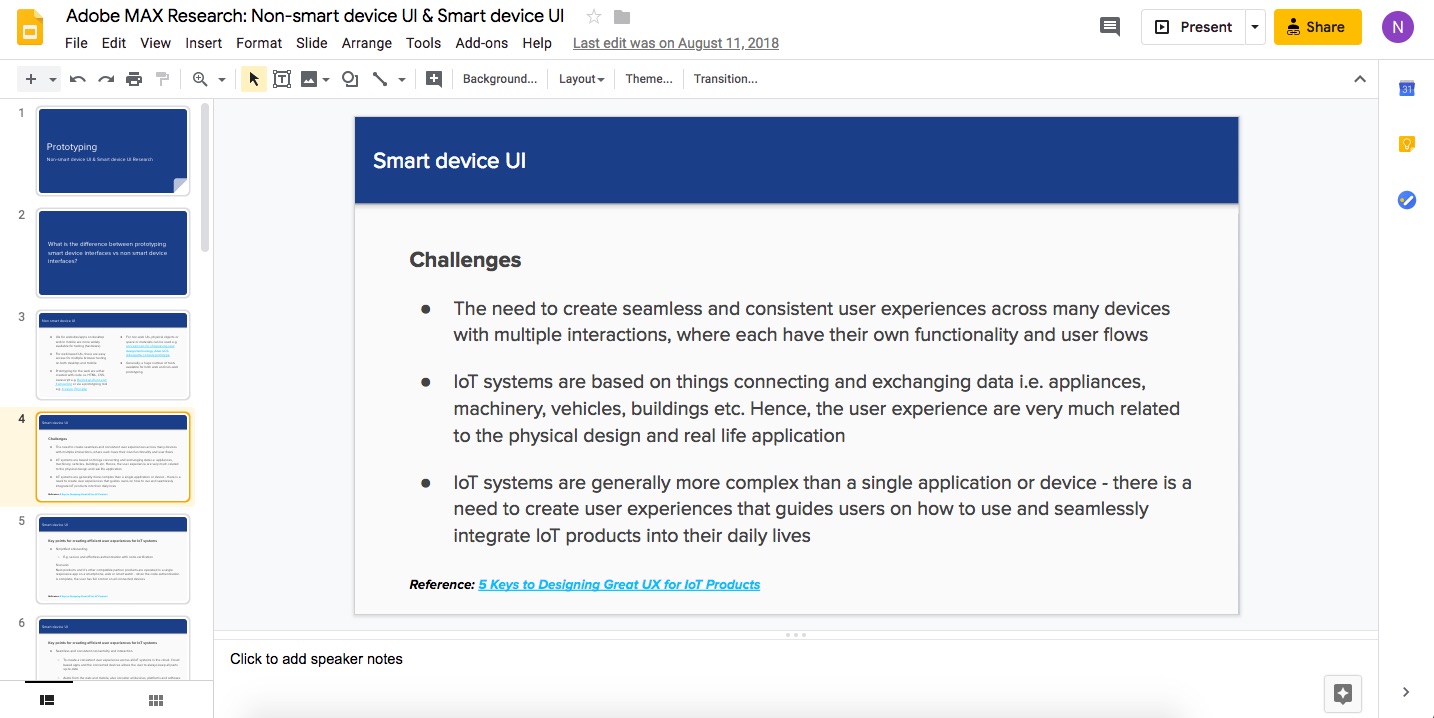 Adobe MAX Research: Non-smart device UI & Smart device UI
File Edit View Insert Format Slide Arrange Tools Add-ons Help Last edit was on August 11, 2018
Present
Share
N
Background... Layout Theme... Transition...
31
1
Prototyping
Non-smart device UI & Smart device UI Research
2
What is the difference between prototyping
smart device interfaces vs non smart device
interfaces?
3
Non smart device UI
4
Smart device UI
Challenges
5
Smart device UI
Key points for creating efficient user experiences for IoT systems
6
Smart device UI
Key points for creating efficient user experiences for IoT systems
Smart device UI
Challenges
● The need to create seamless and consistent user experiences across many devices
with multiple interactions, where each have their own functionality and user flows
● IoT systems are based on things connecting and exchanging data i.e. appliances,
machinery, vehicles, buildings etc. Hence, the user experience are very much related
to the physical design and real life application
● IoT systems are generally more complex than a single application or device - there is a
need to create user experiences that guides users on how to use and seamlessly
integrate IoT products into their daily lives
Reference: 5 Keys to Designing Great UX for IoT Products
Click to add speaker notes